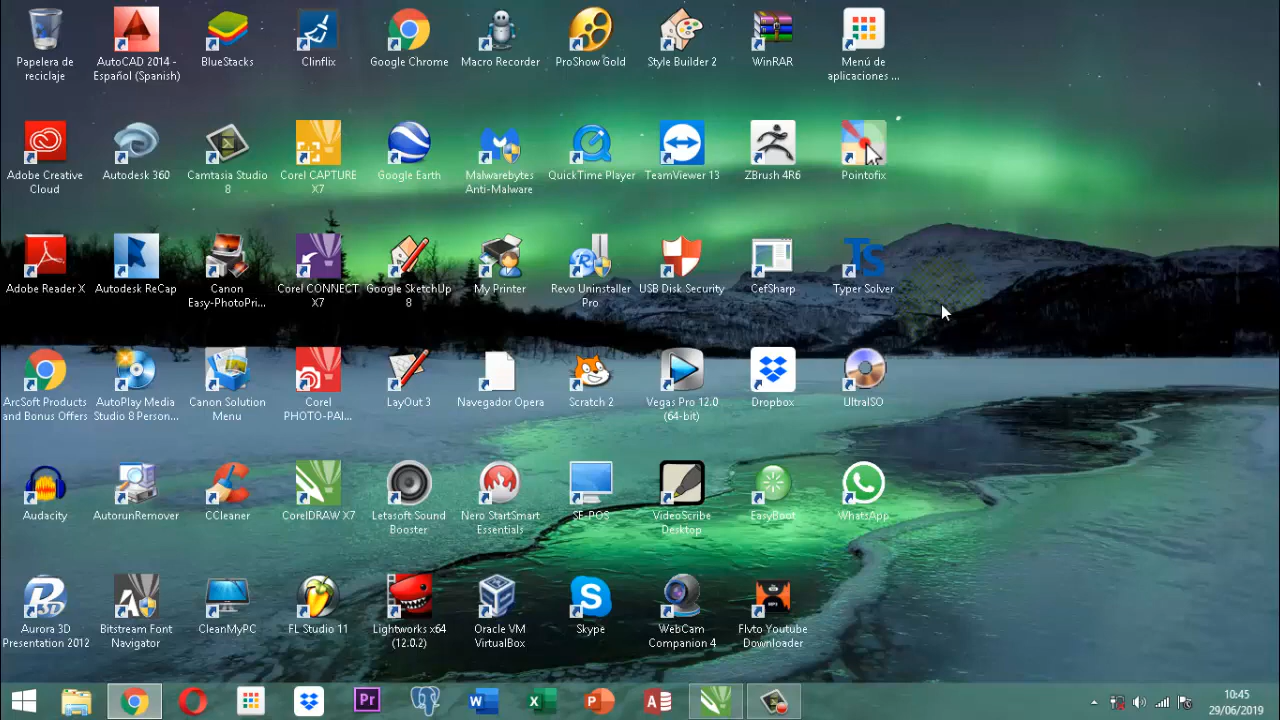 Papelera de
reciclaje
AutoCAD 2014 -
Español (Spanish)
BlueStacks
Clinflix
Google Chrome
Macro Recorder
ProShow Gold
Style Builder 2
WinRAR
Menú de
aplicaciones ...
Adobe Creative
Cloud
Autodesk 360
Camtasia Studio
8
Corel CAPTURE
X7
Google Earth
Malwarebytes
Anti-Malware
QuickTime Player
TeamViewer 13
ZBrush 4R6
Pointofix
Adobe Reader X
Autodesk ReCap
Canon
Easy-PhotoPri...
Corel CONNECT
X7
Google SketchUp
8
My Printer
Revo Uninstaller
Pro
USB Disk Security
CefSharp
Ts
Typer Solver
ArcSoft Products
and Bonus Offers
AutoPlay Media
Studio 8 Person...
Canon Solution
Menu
Corel
PHOTO-PAI...
LayOut 3
Navegador Opera
Scratch 2
Vegas Pro 12.0
(64-bit)
Dropbox
UltraISO
Audacity
AutorunRemover
CCleaner
CorelDRAW X7
Letasoft Sound
Booster
Nero StartSmart
Essentials
SE-POS
VideoScribe
Desktop
EasyBoot
WhatsApp
Aurora 3D
Presentation 2012
Bitstream Font
Navigator
CleanMyPC
FL Studio 11
Lightworks x64
(12.0.2)
Oracle VM
VirtualBox
Skype
WebCam
Companion 4
Flvto Youtube
Downloader
Pr
10:45
29/06/2019